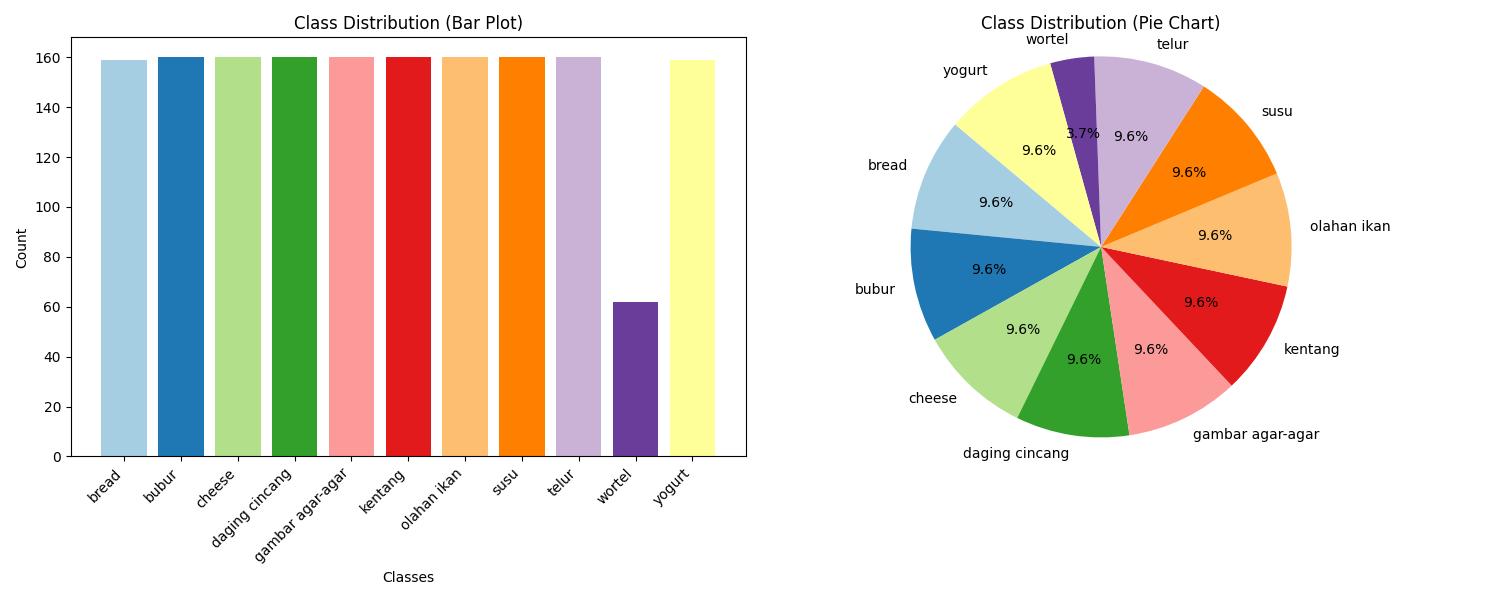 Class Distribution (Bar Plot)
160
140
120
100
80
60
40
20
0
Count
bread
bubur
cheese
daging cincang
gambar agar-agar
kentang
olahan ikan
susu
telur
wortel
yogurt
Classes
Class Distribution (Pie Chart)
wortel
telur
yogurt
susu
bread
olahan ikan
bubur
kentang
cheese
gambar agar-agar
daging cincang
3.7%
9.6%
9.6%
9.6%
9.6%
9.6%
9.6%
9.6%
9.6%
9.6%
9.6%